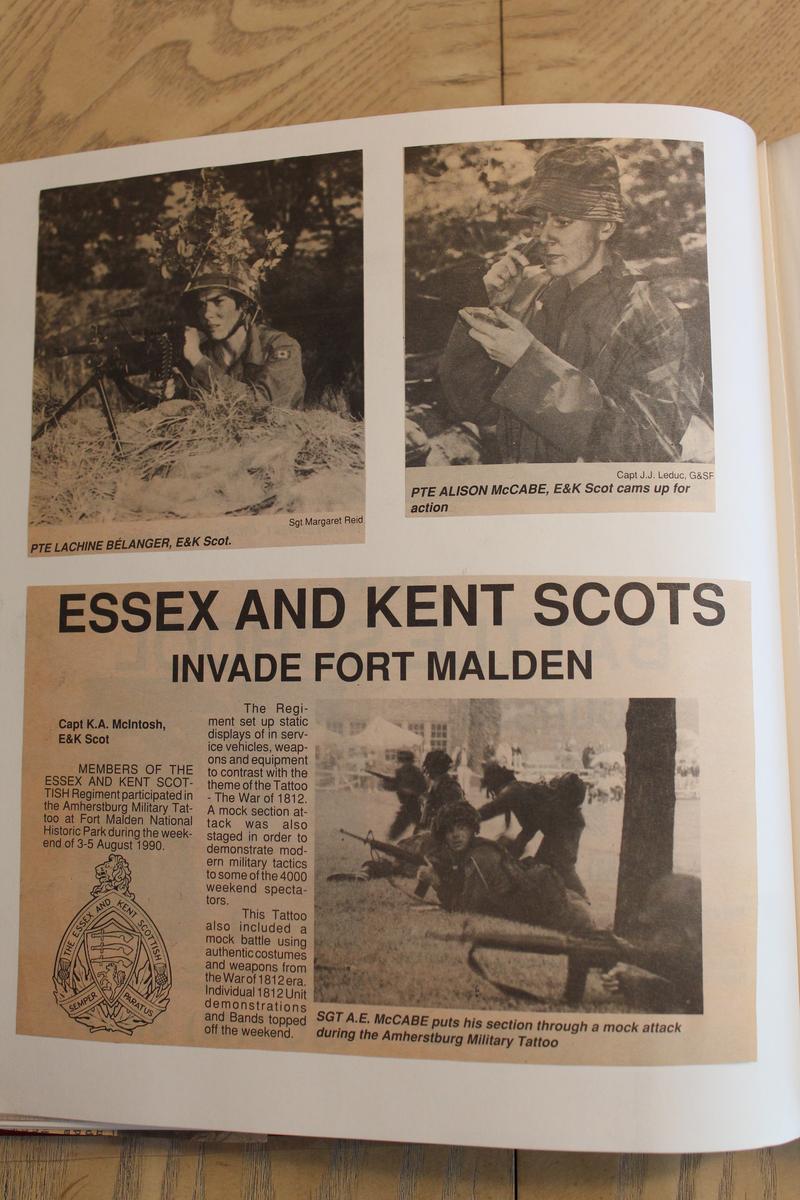 Sgt Margaret Reid
PTE LACHINE BÉLANGER, E&K Scot.
Capt J.J. Leduc, G&SF
PTE ALISON McCABE, E&K Scot cams up for
action
ESSEX AND KENT SCOTS
INVADE FORT MALDEN
Capt K.A. McIntosh,
E&K Scot
MEMBERS OF THE
ESSEX AND KENT SCOT-
TISH Regiment participated in
the Amherstburg Military Tat-
too at Fort Malden National
Historic Park during the week-
end of 3-5 August 1990.
THE ESSEX AND KENT SCOTTISH
SEMPER PARATUS
The Regi-
ment set up static
displays of in serv-
ice vehicles, weap-
ons and equipment
to contrast with the
theme of the Tattoo
- The War of 1812.
A mock section at-
tack was also
staged in order to
demonstrate mod-
ern military tactics
to some of the 4000
weekend specta-
tors.
This Tattoo
also included a
mock battle using
authentic costumes
and weapons from
the War of 1812 era.
Individual 1812 Unit
demonstrations
and Bands topped
off the weekend.
SGT A.E. McCABE puts his section through a mock attack
during the Amherstburg Military Tattoo